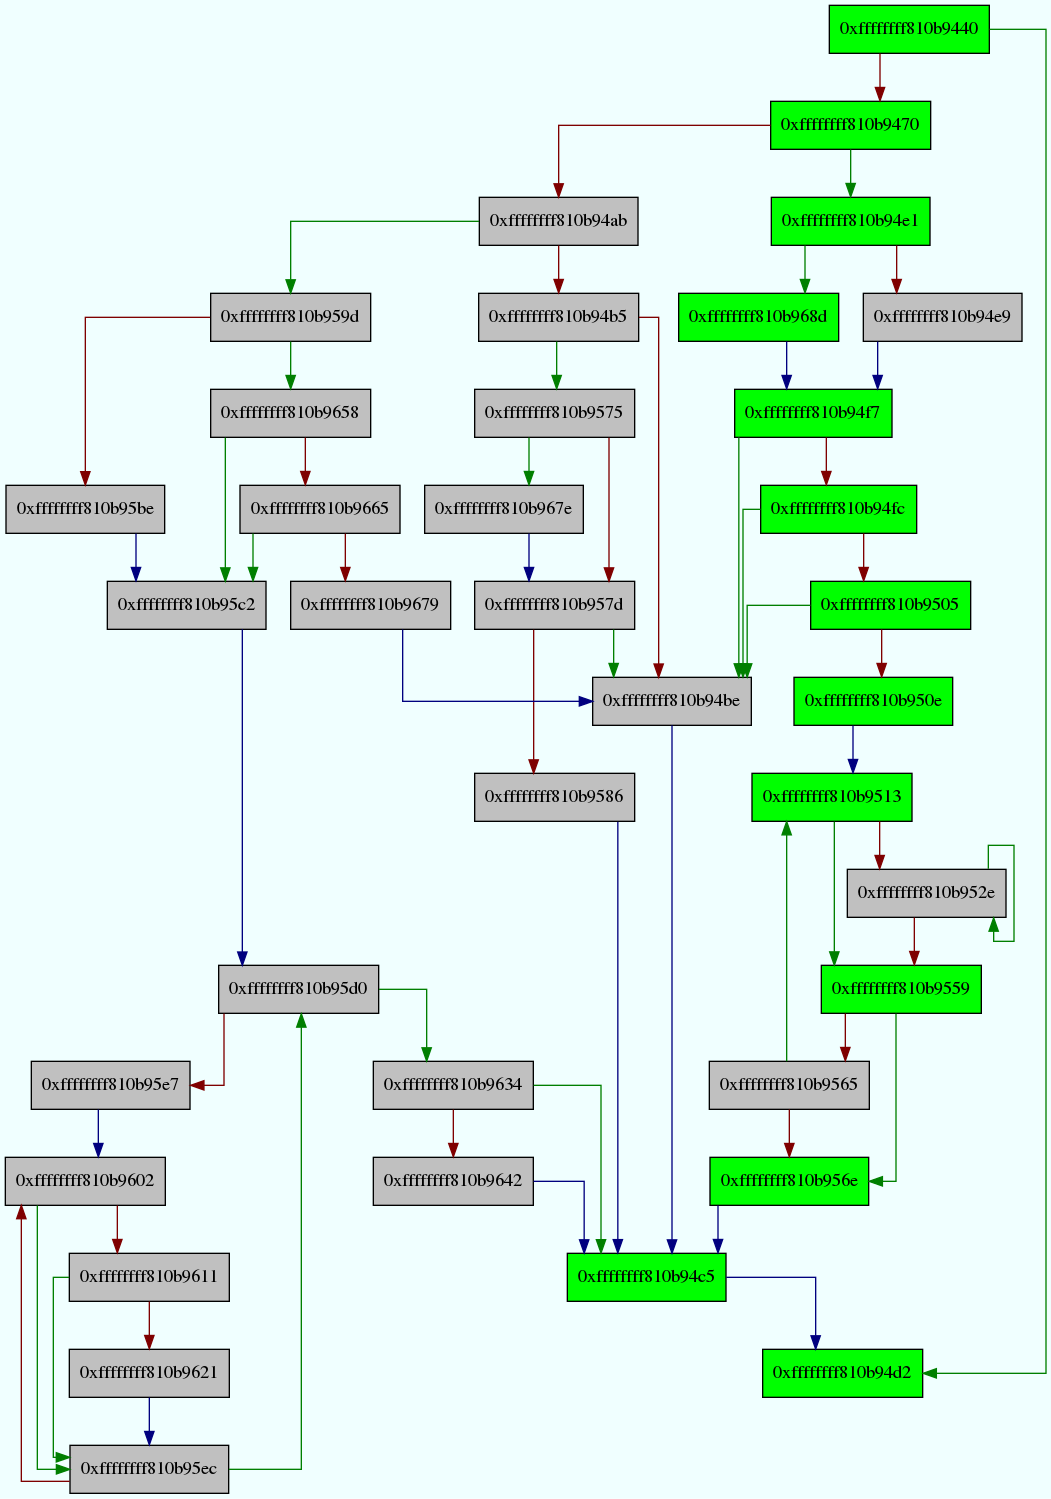 0xffffffff810b9440
0xffffffff810b9470
0xffffffff810b94ab
0xffffffff810b94e1
0xffffffff810b959d
0xffffffff810b94b5
0xffffffff810b968d
0xffffffff810b94e9
0xffffffff810b9658
0xffffffff810b9575
0xffffffff810b94f7
0xffffffff810b95be
0xffffffff810b9665
0xffffffff810b967e
0xffffffff810b94fc
0xffffffff810b95c2
0xffffffff810b9679
0xffffffff810b957d
0xffffffff810b9505
0xffffffff810b94be
0xffffffff810b950e
0xffffffff810b9586
0xffffffff810b9513
0xffffffff810b952e
0xffffffff810b95d0
0xffffffff810b9559
0xffffffff810b95e7
0xffffffff810b9634
0xffffffff810b9565
0xffffffff810b9602
0xffffffff810b9642
0xffffffff810b956e
0xffffffff810b9611
0xffffffff810b94c5
0xffffffff810b9621
0xffffffff810b94d2
0xffffffff810b95ec